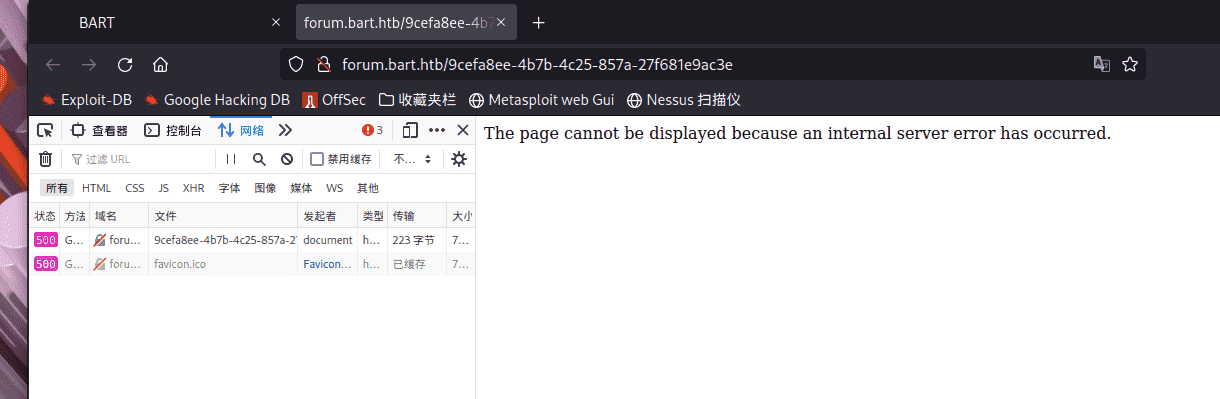 BART
forum.bart.htb/9cefa8ee-4b7
forum.bart.htb/9cefa8ee-4b7b-4c25-857a-27f681e9ac3e
Exploit-DB Google Hacking DB OffSec 收藏夹栏 Metasploit web Gui Nessus 扫描仪
查看器 控制台 网络 3
The page cannot be displayed because an internal server error has occurred.
过滤 URL 禁用缓存 不...
所有 HTML CSS JS XHR 字体 图像 媒体 WS 其他
状态 方法 域名 文件 发起者 类型 传输 大小
500 G... foru... 9cefa8ee-4b7b-4c25-857a-27 document h... 223 字节 7...
500 G... foru... favicon.ico Favicon... h... 已缓存 7...